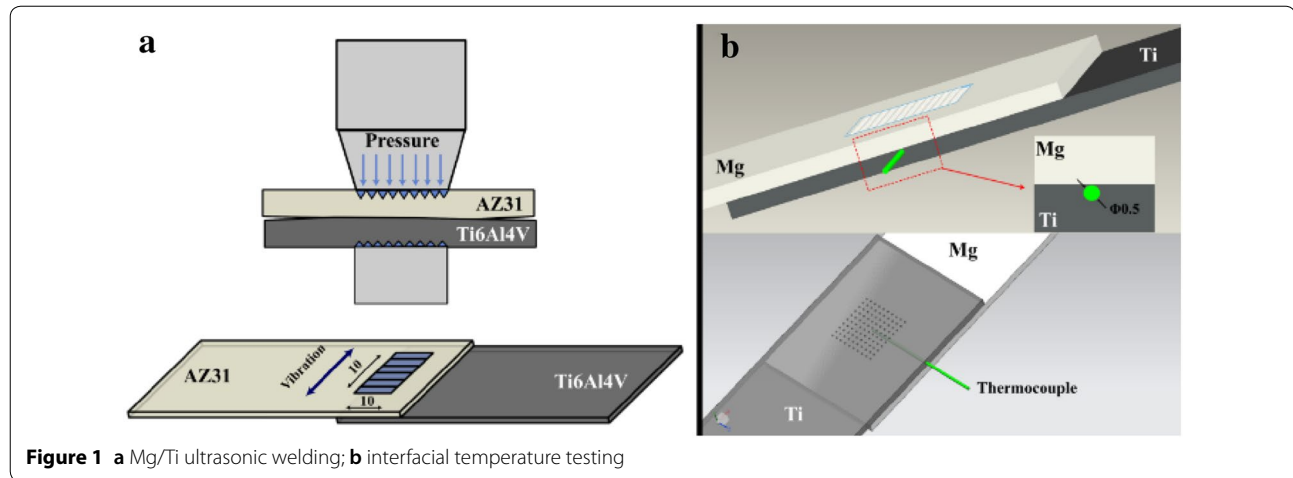 a
Pressure
AZ31
Ti6Al4V
AZ31
Vibration
10
10
Ti6Al4V
b
Ti
Mg
Mg
Ti
Φ0.5
Mg
Thermocouple
Ti
Figure 1 a Mg/Ti ultrasonic welding; b interfacial temperature testing